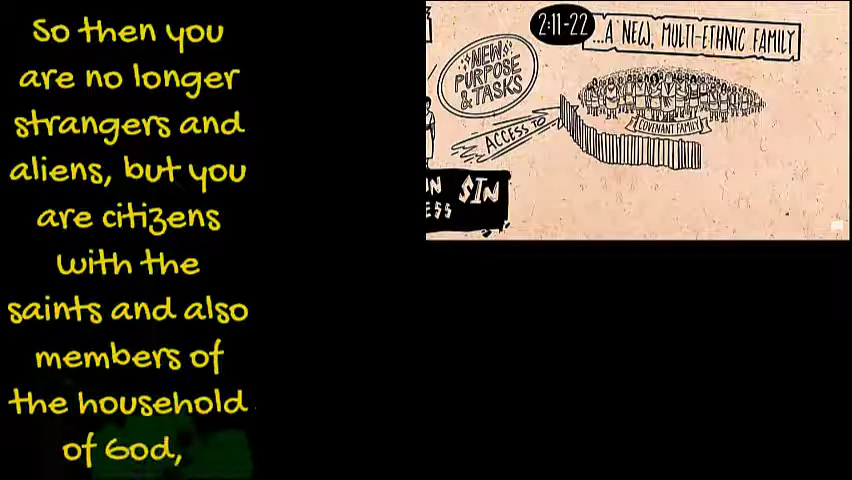 So then you
are no longer
strangers and
aliens, but you
are citizens
with the
saints and also
members of
the household
of God,
2:11-22
...A NEW, MULTI-ETHNIC FAMILY
NEW
PURPOSE
& TASKS
ACCESS TO
COVENANT FAMILY
SIN